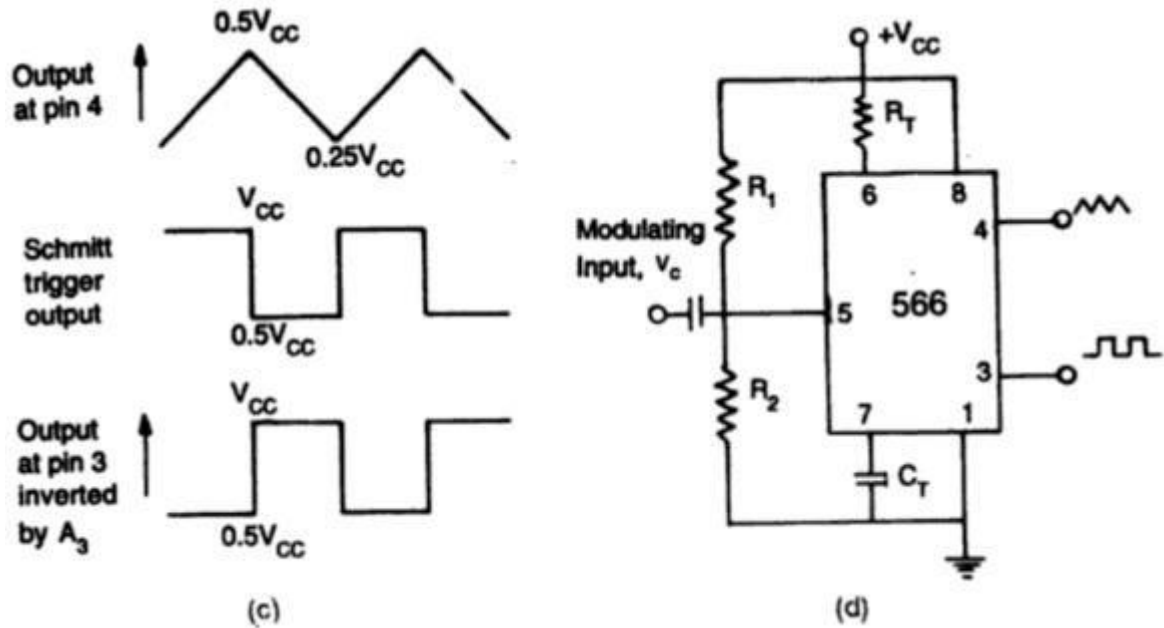 0.5V_CC
Output
at pin 4
0.25V_CC
V_CC
Schmitt
trigger
output
0.5V_CC
V_CC
Output
at pin 3
inverted
by A_3
0.5V_CC
(c)
+V_CC
R_T
R_1
6
8
4
Modulating
Input, V_c
5
566
3
R_2
7
1
C_T
(d)